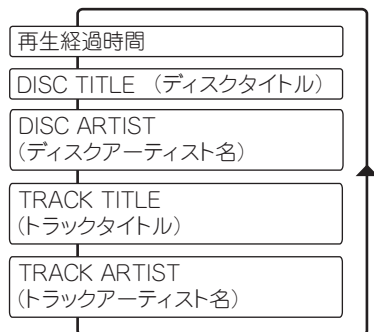 再生経過時間
DISC TITLE （ディスクタイトル）
DISC ARTIST
（ディスクアーティスト名）
TRACK TITLE
（トラックタイトル）
TRACK ARTIST
（トラックアーティスト名）